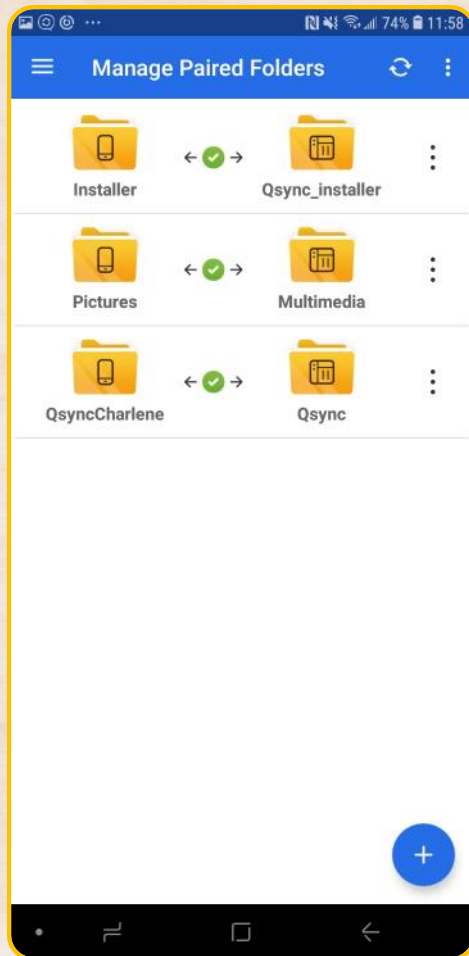 74% 11:58
Manage Paired Folders
Installer Qsync_installer
Pictures Multimedia
QsyncCharlene Qsync